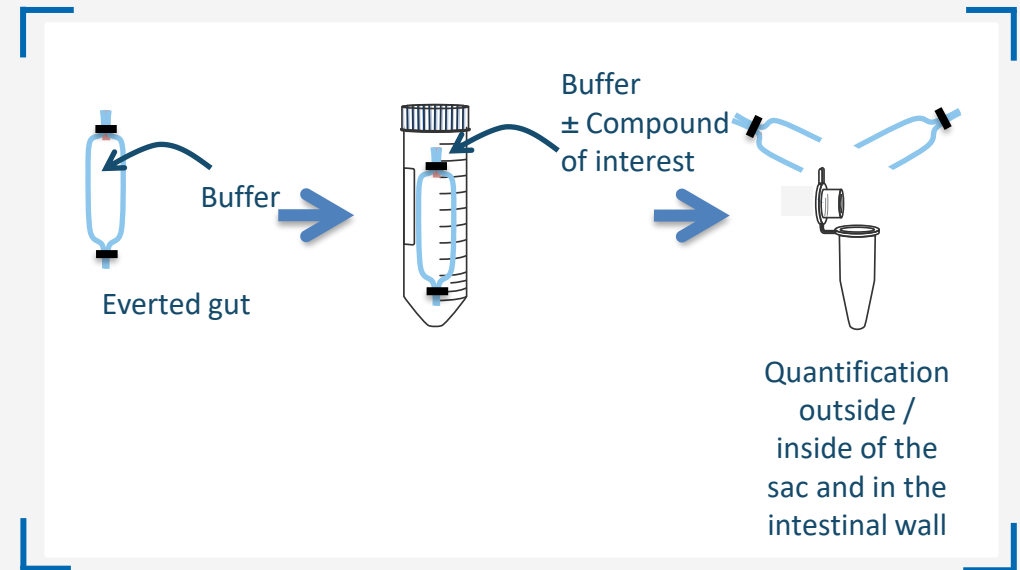 Buffer
Everted gut
Buffer
± Compound
of interest
Quantification
outside /
inside of the
sac and in the
intestinal wall